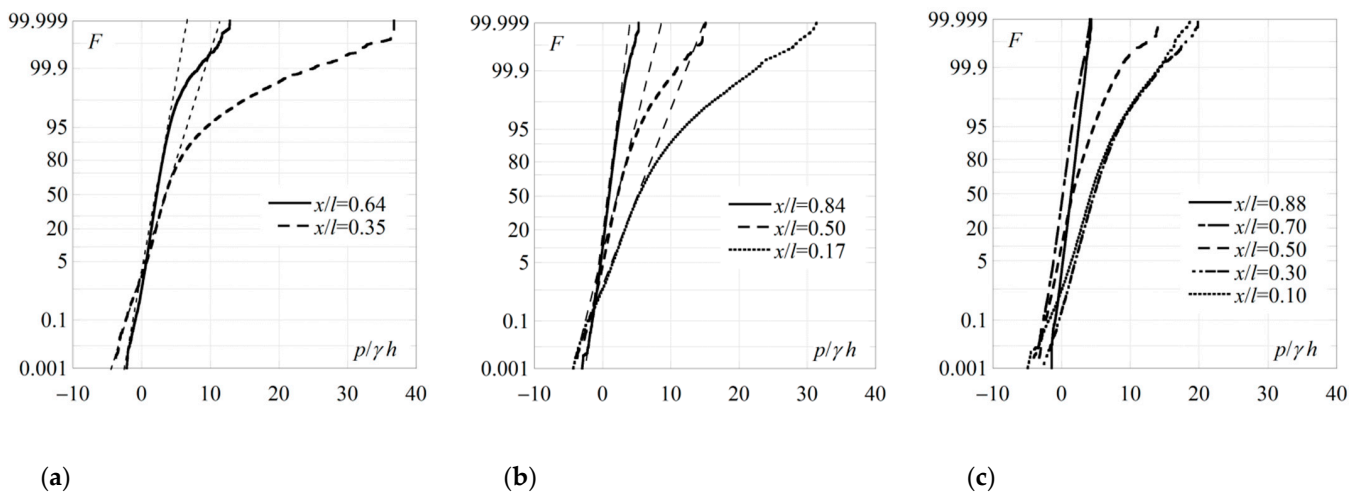 99.999
F
99.9
95
80
50
20
5
0.1
0.001
x/l=0.64
x/l=0.35
p/γ h
−10 0 10 20 30 40
(a)
99.999
F
99.9
95
80
50
20
5
0.1
0.001
x/l=0.84
x/l=0.50
x/l=0.17
p/γ h
−10 0 10 20 30 40
(b)
99.999
F
99.9
95
80
50
20
5
0.1
0.001
x/l=0.88
x/l=0.70
x/l=0.50
x/l=0.30
x/l=0.10
p/γ h
−10 0 10 20 30 40
(c)